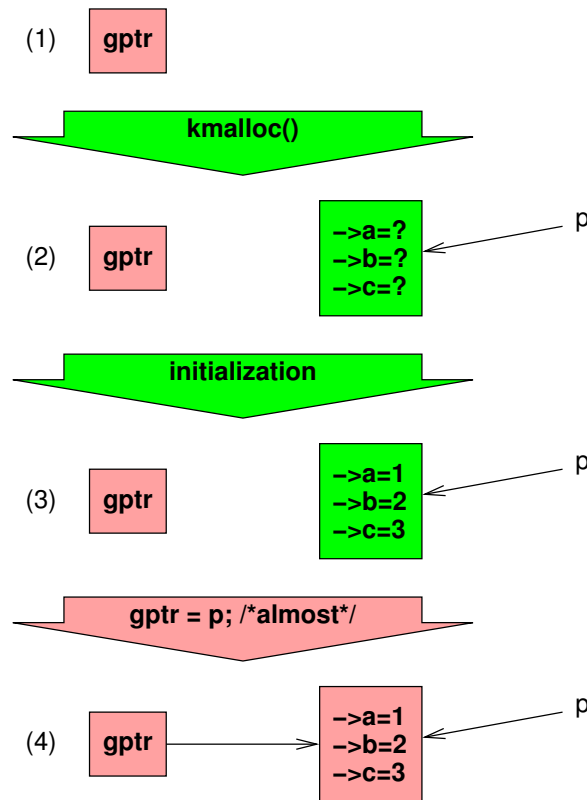 (1) gptr
kmalloc()
(2) gptr
−>a=?
−>b=?
−>c=?
p
initialization
(3) gptr
−>a=1
−>b=2
−>c=3
p
gptr = p; /*almost*/
(4) gptr
−>a=1
−>b=2
−>c=3
p